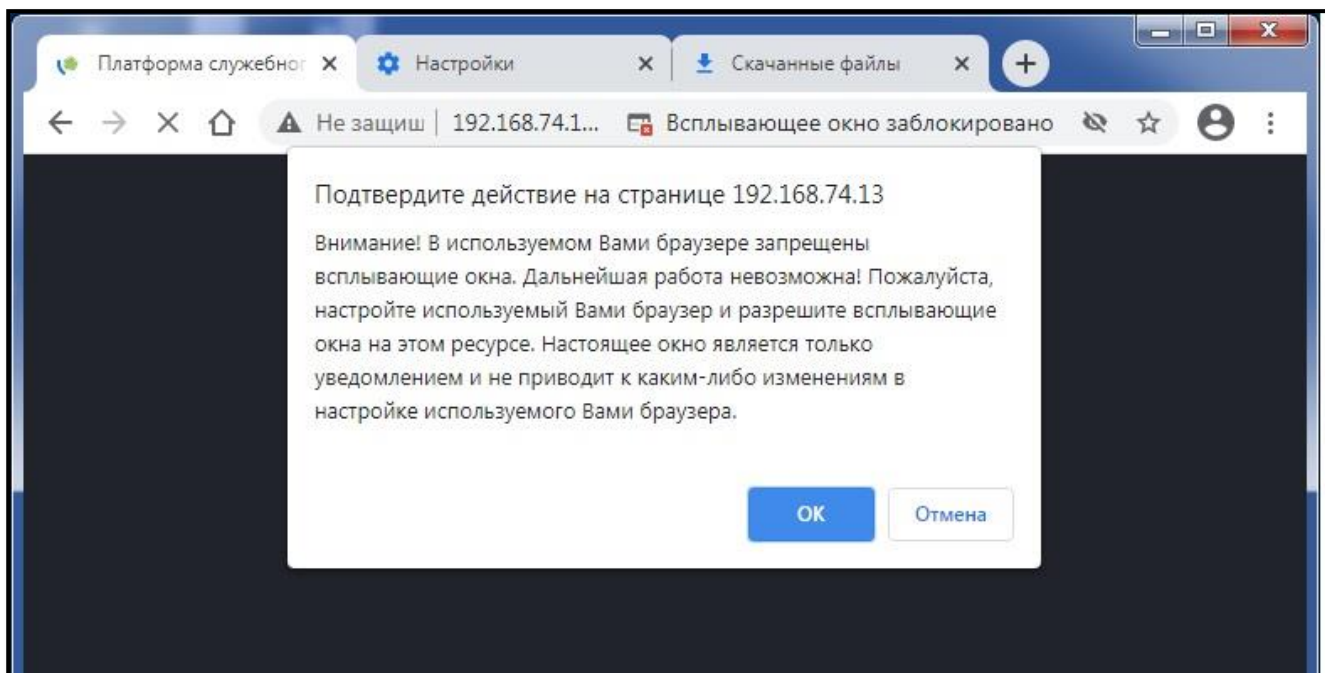 Платформа служебног
Настройки
Скачанные файлы
Не защищ
192.168.74.1...
Всплывающее окно заблокировано
Подтвердите действие на странице 192.168.74.13
Внимание! В используемом Вами браузере запрещены
всплывающие окна. Дальнейшая работа невозможна! Пожалуйста,
настройте используемый Вами браузер и разрешите всплывающие
окна на этом ресурсе. Настоящее окно является только
уведомлением и не приводит к каким-либо изменениям в
настройке используемого Вами браузера.
ОК
Отмена